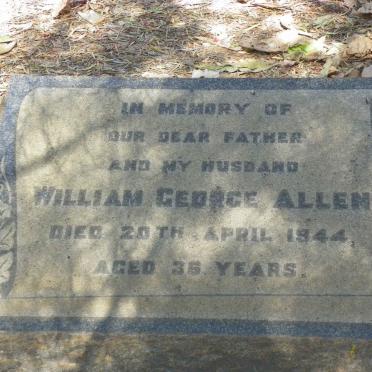 IN MEMORY OF
OUR DEAR FATHER
AND MY HUSBAND
WILLIAM GEORGE ALLEN
DIED 20TH APRIL 1944
AGED 36 YEARS.